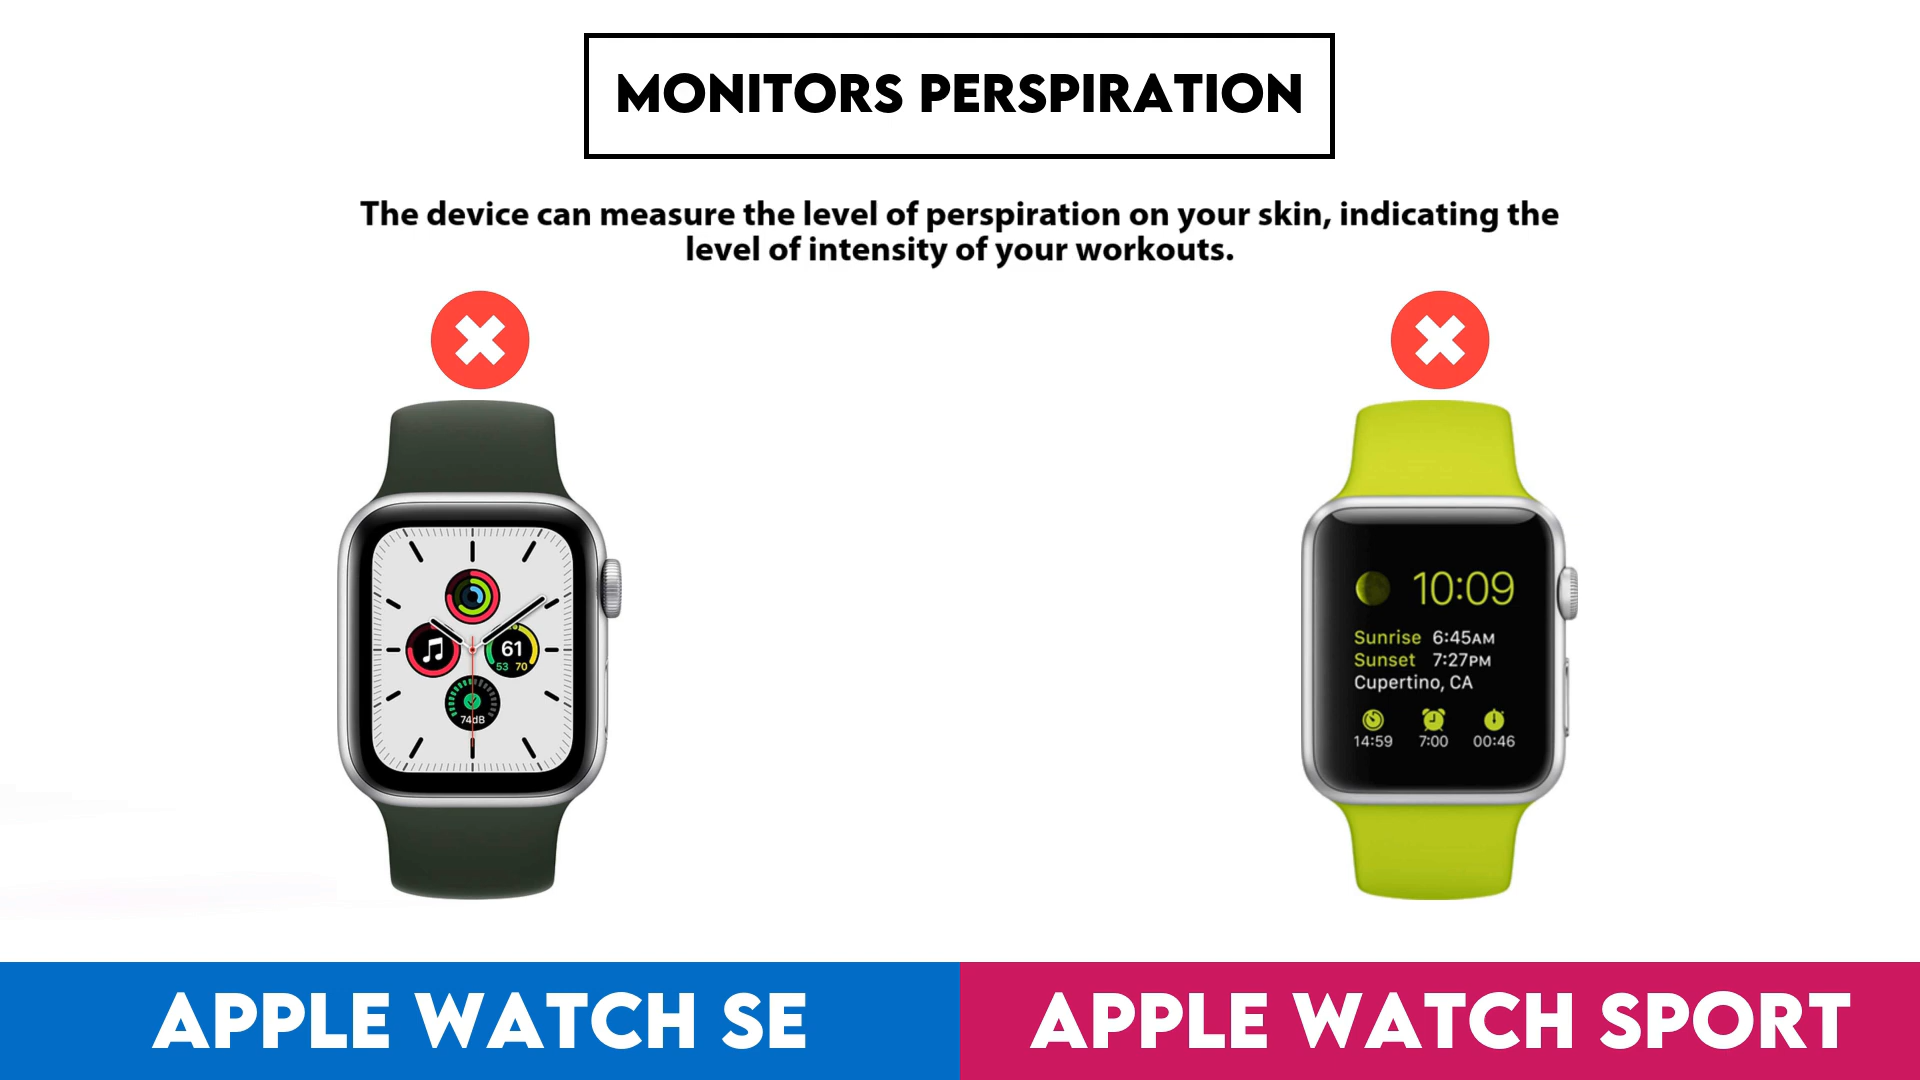 MONITORS PERSPIRATION
The device can measure the level of perspiration on your skin, indicating the
level of intensity of your workouts.
61
53 70
74dB
10:09
Sunrise 6:45AM
Sunset 7:27PM
Cupertino, CA
14:59 7:00 00:46
APPLE WATCH SE
APPLE WATCH SPORT